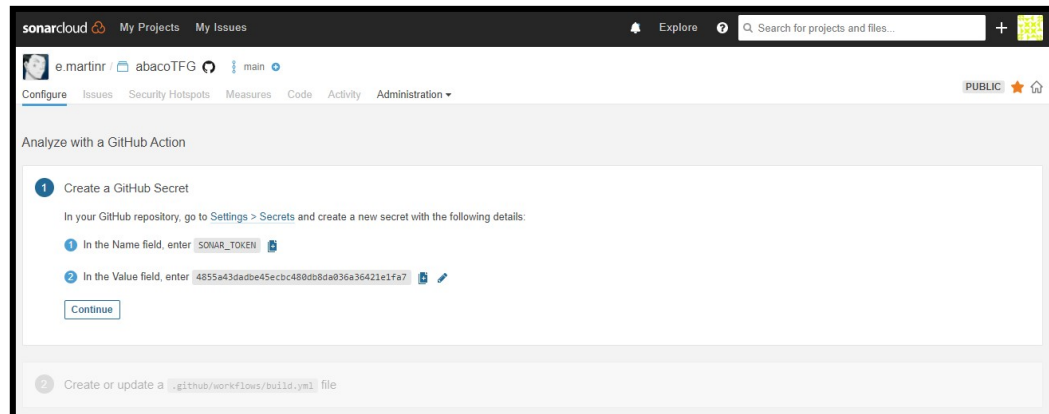 sonarcloud My Projects My Issues Explore Search for projects and files...
e.martinr / abacoTFG main
Configure Issues Security Hotspots Measures Code Activity Administration PUBLIC
Analyze with a GitHub Action
1 Create a GitHub Secret
In your GitHub repository, go to Settings > Secrets and create a new secret with the following details:
1 In the Name field, enter SONAR_TOKEN
2 In the Value field, enter 4855a43dadbe45ecbc480db8da036a36421e1fa7
Continue
2 Create or update a .github/workflows/build.yml file